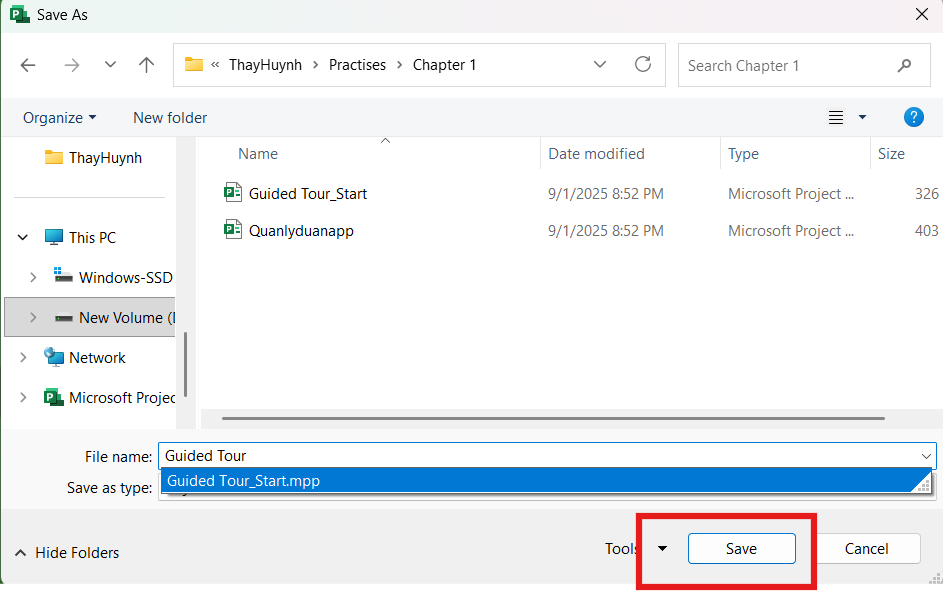 Save As
« ThayHuynh > Practises > Chapter 1
Search Chapter 1
Organize
New folder
?
Name
Date modified
Type
Size
ThayHuynh
Guided Tour_Start
9/1/2025 8:52 PM
Microsoft Project ...
326
Quanlyduanapp
9/1/2025 8:52 PM
Microsoft Project ...
403
This PC
Windows-SSD
New Volume (
Network
Microsoft Projec
File name:
Guided Tour
Guided Tour_Start.mpp
Save as type:
Hide Folders
Tools
Save
Cancel